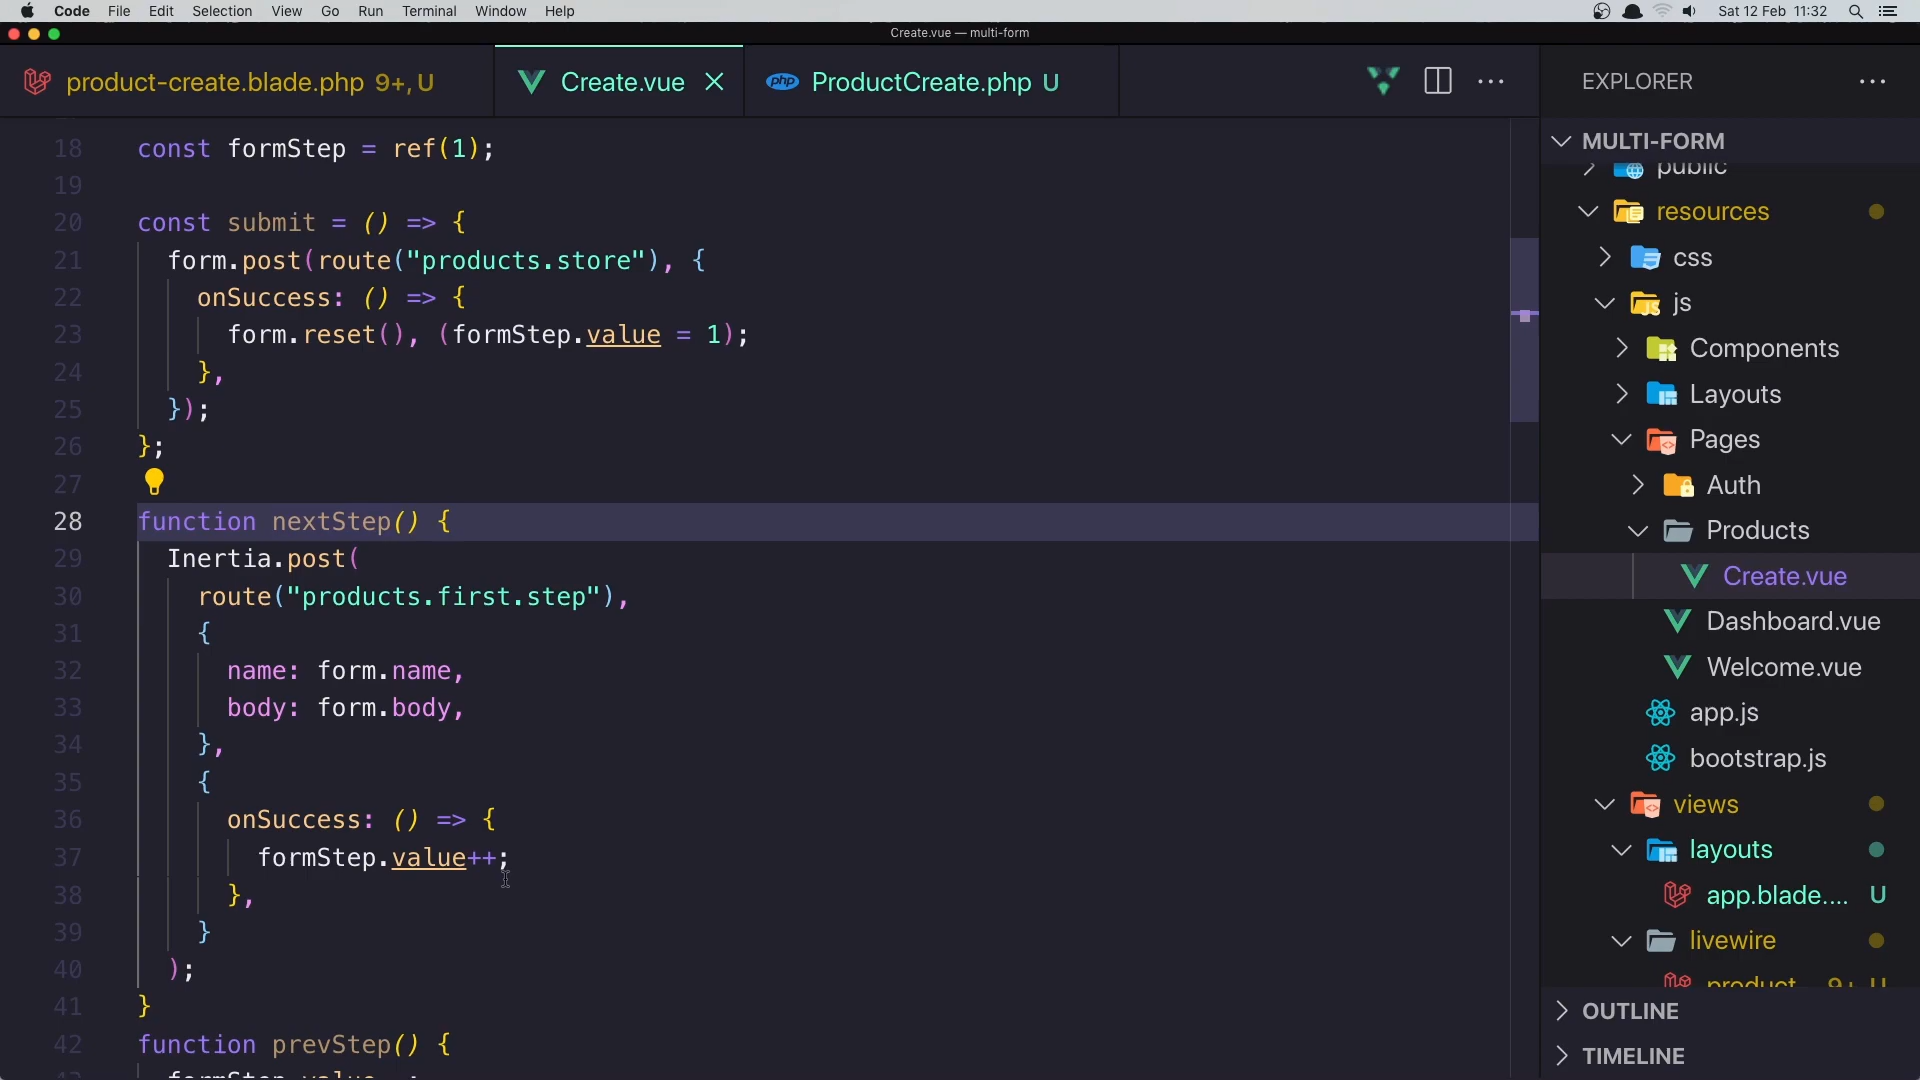 Code File Edit Selection View Go Run Terminal Window Help Sat 12 Feb 11:32
Create.vue — multi-form
product-create.blade.php 9+, U Create.vue php ProductCreate.php U EXPLORER
18 const formStep = ref(1);
19
20 const submit = () => {
21 form.post(route("products.store"), {
22 onSuccess: () => {
23 form.reset(), (formStep.value = 1);
24 },
25 });
26 };
27
28 function nextStep() {
29 Inertia.post(
30 route("products.first.step"),
31 {
32 name: form.name,
33 body: form.body,
34 },
35 {
36 onSuccess: () => {
37 formStep.value++;
38 },
39 }
40 );
41 }
42 function prevStep() {
MULTI-FORM
public
resources
css
js
Components
Layouts
Pages
Auth
Products
Create.vue
Dashboard.vue
Welcome.vue
app.js
bootstrap.js
views
layouts
app.blade.... U
livewire
product 9+ U
OUTLINE
TIMELINE